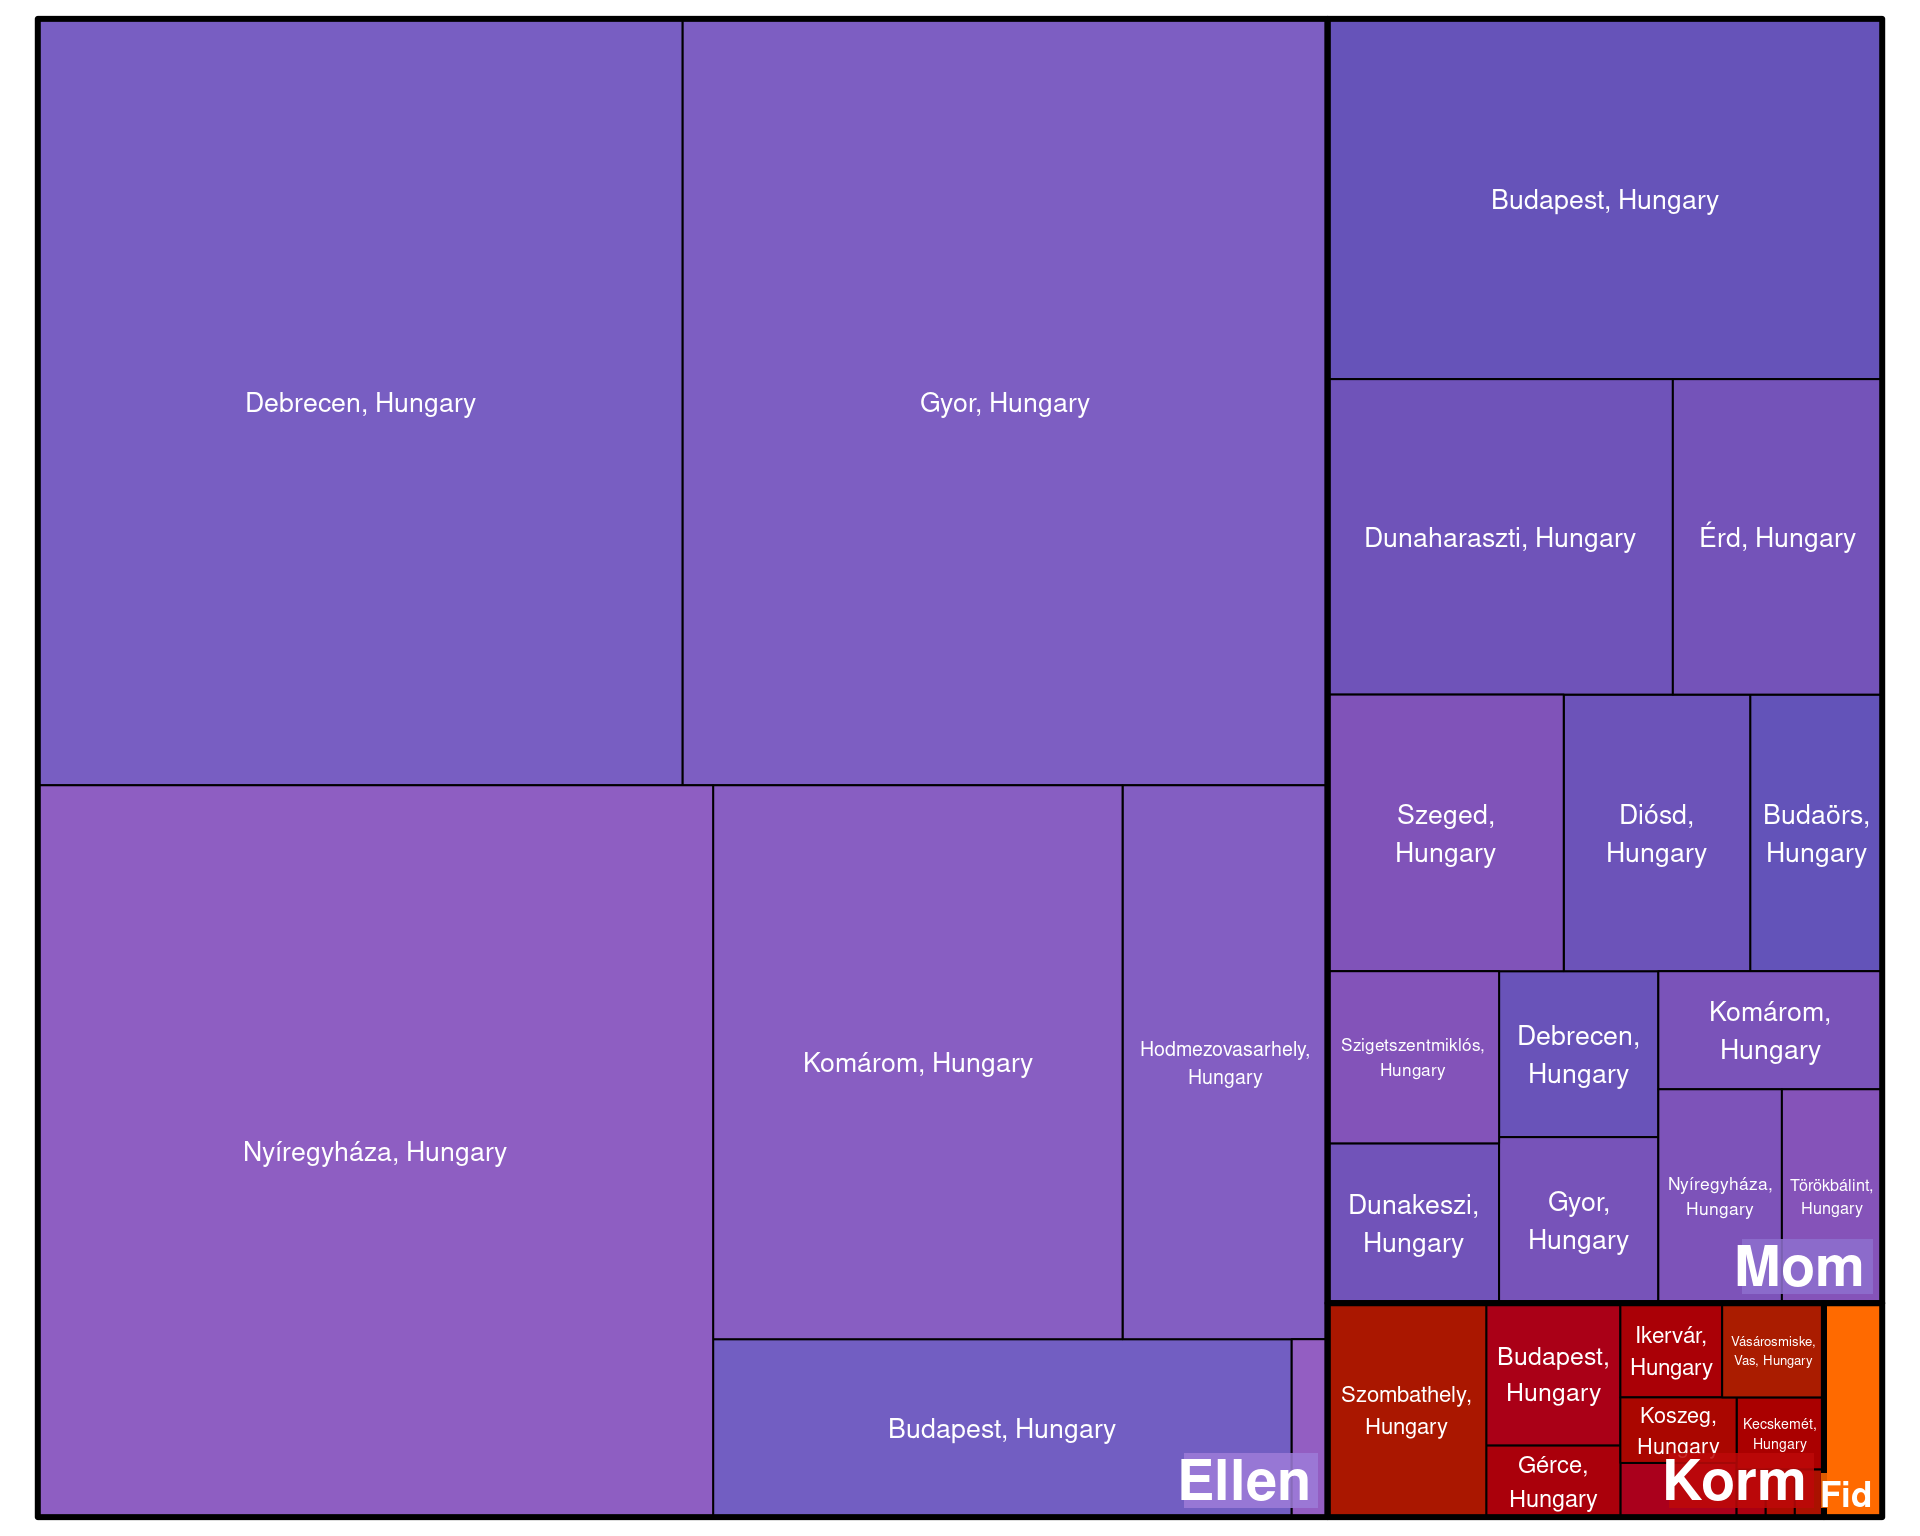 Debrecen, Hungary
Gyor, Hungary
Nyíregyháza, Hungary
Komárom, Hungary
Hodmezovasarhely,
Hungary
Budapest, Hungary
Ellen
Budapest, Hungary
Dunaharaszti, Hungary
Érd, Hungary
Szeged,
Hungary
Diósd,
Hungary
Budaörs,
Hungary
Szigetszentmiklós,
Hungary
Debrecen,
Hungary
Komárom,
Hungary
Dunakeszi,
Hungary
Gyor,
Hungary
Nyíregyháza,
Hungary
Törökbálint,
Hungary
Mom
Szombathely,
Hungary
Budapest,
Hungary
Gérce,
Hungary
Ikervár,
Hungary
Vásárosmiske,
Vas, Hungary
Koszeg,
Hungary
Kecskemét,
Hungary
Korm
Fid